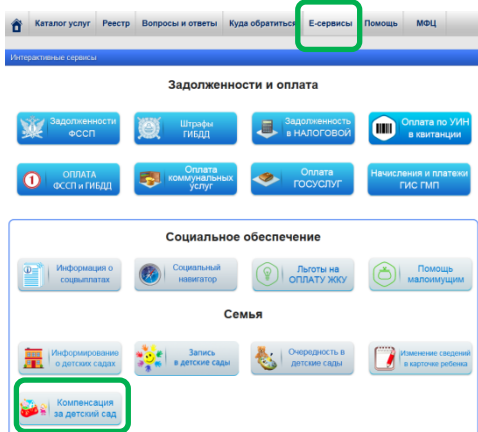 Каталог услуг Реестр Вопросы и ответы Куда обратиться Е-сервисы Помощь МФЦ
Интерактивные сервисы
Задолженности и оплата
Задолженности
ФССП
Штрафы
ГИБДД
Задолженность
в НАЛОГОВОЙ
Оплата по УИН
в квитанции
1
ОПЛАТА
ФССП и ГИБДД
Оплата
коммунальных
услуг
Оплата
ГОСУСЛУГ
Начисления и платежи
ГИС ГМП
Социальное обеспечение
Информация о
соцвыплатах
Социальный
навигатор
Льготы на
ОПЛАТУ ЖКУ
Помощь
малоимущим
Семья
Информирование
о детских садах
Запись
в детские сады
Очередность в
детские сады
Изменение сведений
в карточке ребенка
Компенсация
за детский сад